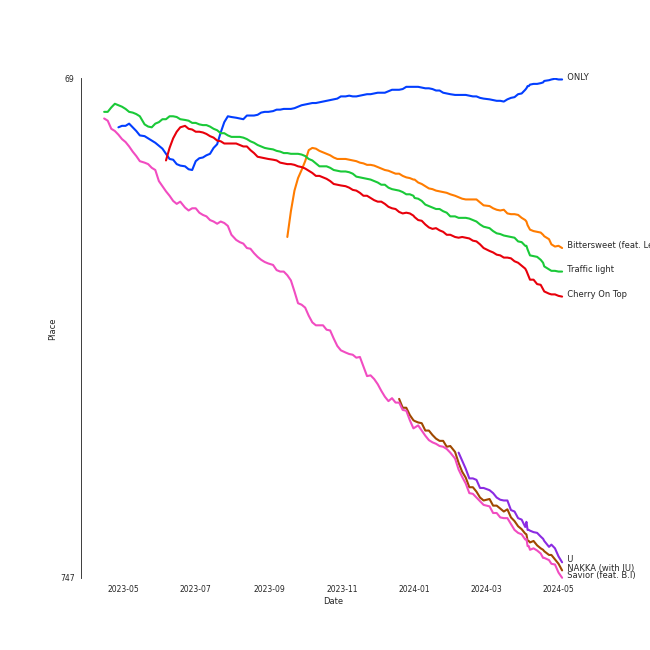 69
ONLY
Bittersweet (feat. Le
Traffic light
Cherry On Top
Place
U
NAKKA (with IU)
Savior (feat. B.I)
747
2023-05 2023-07 2023-09 2023-11 2024-01 2024-03 2024-05
Date